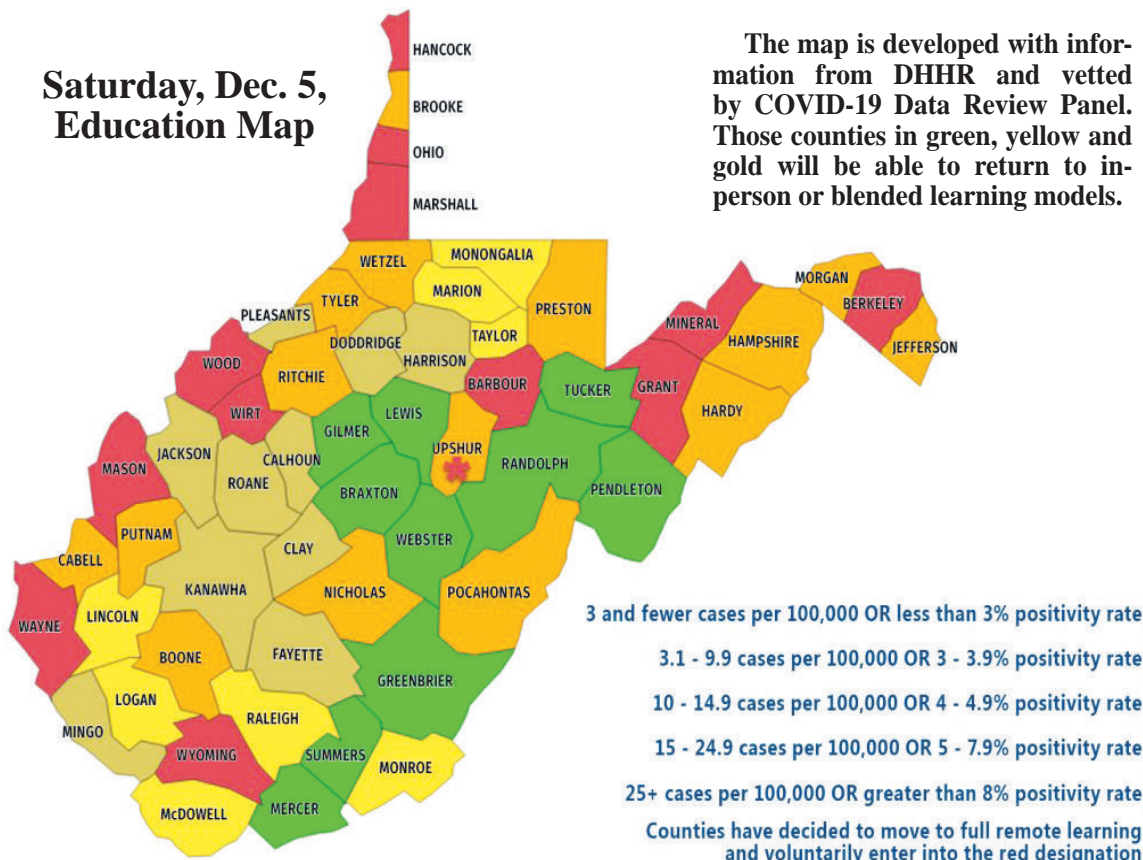 Saturday, Dec. 5,
Education Map
The map is developed with infor-
mation from DHHR and vetted
by COVID-19 Data Review Panel.
Those counties in green, yellow and
gold will be able to return to in-
person or blended learning models.
HANCOCK
BROOKE
OHIO
MARSHALL
WETZEL
MONONGALIA
MARION
TYLER
PLEASANTS
PRESTON
TAYLOR
DODDRIDGE
HARRISON
MORGAN
BERKELEY
JEFFERSON
MINERAL
HAMPSHIRE
WOOD
RITCHIE
BARBOUR
TUCKER
GRANT
HARDY
WIRT
LEWIS
GILMER
UPSHUR
RANDOLPH
PENDLETON
JACKSON
CALHOUN
ROANE
MASON
BRAXTON
WEBSTER
PUTNAM
CLAY
CABELL
KANAWHA
NICHOLAS
POCAHONTAS
LINCOLN
WAYNE
BOONE
FAYETTE
GREENBRIER
LOGAN
RALEIGH
MINGO
WYOMING
SUMMERS
MONROE
McDOWELL
MERCER
3 and fewer cases per 100,000 OR less than 3% positivity rate
3.1 - 9.9 cases per 100,000 OR 3 - 3.9% positivity rate
10 - 14.9 cases per 100,000 OR 4 - 4.9% positivity rate
15 - 24.9 cases per 100,000 OR 5 - 7.9% positivity rate
25+ cases per 100,000 OR greater than 8% positivity rate
Counties have decided to move to full remote learning
and voluntarily enter into the red designation